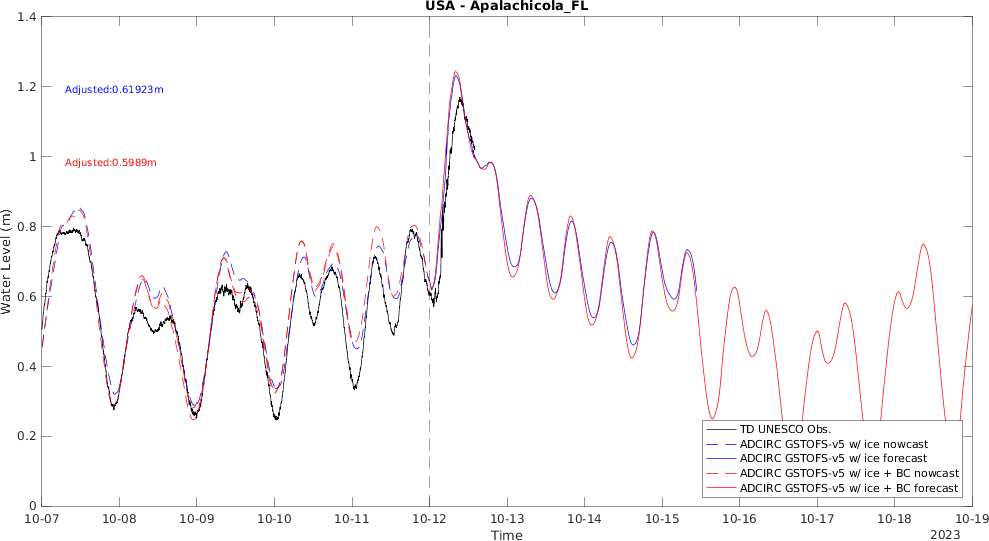 USA - Apalachicola_FL
1.4
1.2
1
0.8
0.6
0.4
0.2
0
Water Level (m)
Adjusted:0.61923m
Adjusted:0.5989m
TD UNESCO Obs.
ADCIRC GSTOFS-v5 w/ ice nowcast
ADCIRC GSTOFS-v5 w/ ice forecast
ADCIRC GSTOFS-v5 w/ ice + BC nowcast
ADCIRC GSTOFS-v5 w/ ice + BC forecast
10-07 10-08 10-09 10-10 10-11 10-12 10-13 10-14 10-15 10-16 10-17 10-18 10-19
Time
2023